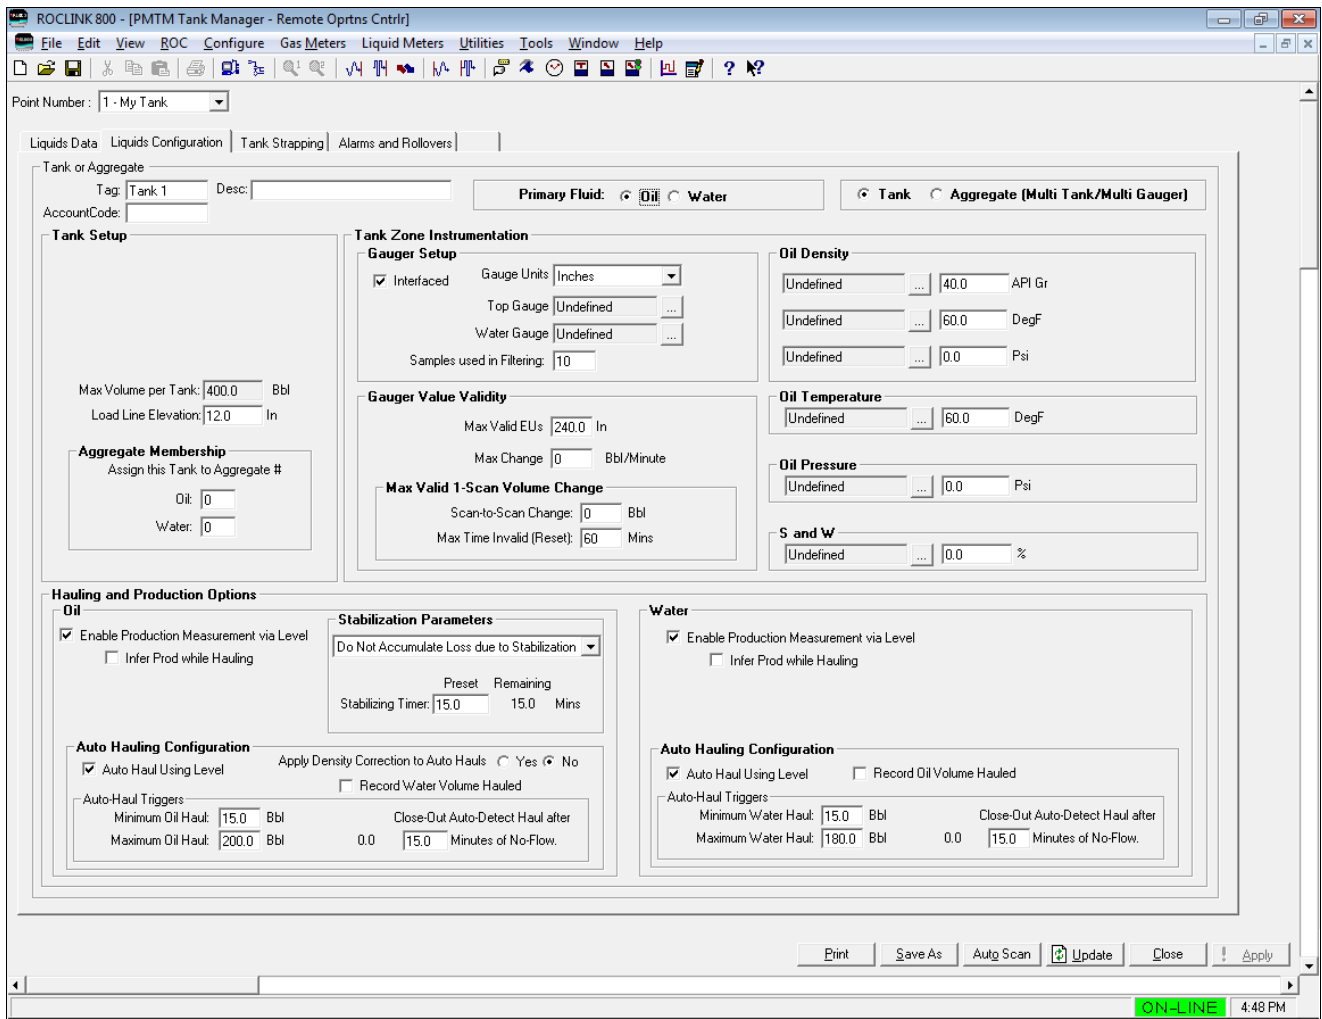 ROCLINK 800 - [PMTM Tank Manager - Remote Oprtns Cntrlr]
File Edit View ROC Configure Gas Meters Liquid Meters Utilities Tools Window Help
Point Number : 1 - My Tank
Liquids Data Liquids Configuration Tank Strapping Alarms and Rollovers
Tank or Aggregate
Tag: Tank 1 Desc: Primary Fluid: Oil Water Tank Aggregate (Multi Tank/Multi Gauger)
AccountCode:
Tank Setup
Max Volume per Tank: 400.0 Bbl
Load Line Elevation: 12.0 In
Aggregate Membership
Assign this Tank to Aggregate #
Oil: 0
Water: 0
Tank Zone Instrumentation
Gauger Setup
Interfaced Gauge Units Inches
Top Gauge Undefined ...
Water Gauge Undefined ...
Samples used in Filtering: 10
Gauger Value Validity
Max Valid EUs 240.0 In
Max Change 0 Bbl/Minute
Max Valid 1-Scan Volume Change
Scan-to-Scan Change: 0 Bbl
Max Time Invalid (Reset): 60 Mins
Oil Density
Undefined ... 40.0 API Gr
Undefined ... 60.0 DegF
Undefined ... 0.0 Psi
Oil Temperature
Undefined ... 60.0 DegF
Oil Pressure
Undefined ... 0.0 Psi
S and W
Undefined ... 0.0 %
Hauling and Production Options
Oil
Enable Production Measurement via Level
Infer Prod while Hauling
Stabilization Parameters
Do Not Accumulate Loss due to Stabilization
Preset Remaining
Stabilizing Timer: 15.0 15.0 Mins
Auto Hauling Configuration
Auto Haul Using Level Apply Density Correction to Auto Hauls Yes No
Record Water Volume Hauled
Auto-Haul Triggers
Minimum Oil Haul: 15.0 Bbl Close-Out Auto-Detect Haul after
Maximum Oil Haul: 200.0 Bbl 0.0 15.0 Minutes of No-Flow.
Water
Enable Production Measurement via Level
Infer Prod while Hauling
Auto Hauling Configuration
Auto Haul Using Level Record Oil Volume Hauled
Auto-Haul Triggers
Minimum Water Haul: 15.0 Bbl Close-Out Auto-Detect Haul after
Maximum Water Haul: 180.0 Bbl 0.0 15.0 Minutes of No-Flow.
Print Save As Auto Scan Update Close ! Apply
ON-LINE 4:48 PM